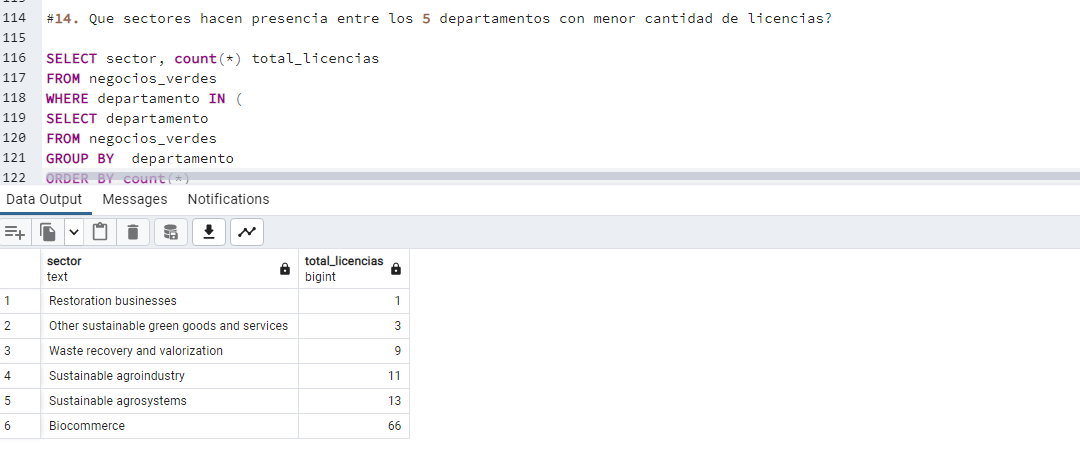 114 #14. Que sectores hacen presencia entre los 5 departamentos con menor cantidad de licencias?
115
116 SELECT sector, count(*) total_licencias
117 FROM negocios_verdes
118 WHERE departamento IN (
119 SELECT departamento
120 FROM negocios_verdes
121 GROUP BY  departamento
122 ORDER BY count(*)
Data Output Messages Notifications
sector total_licencias
text bigint
1 Restoration businesses 1
2 Other sustainable green goods and services 3
3 Waste recovery and valorization 9
4 Sustainable agroindustry 11
5 Sustainable agrosystems 13
6 Biocommerce 66